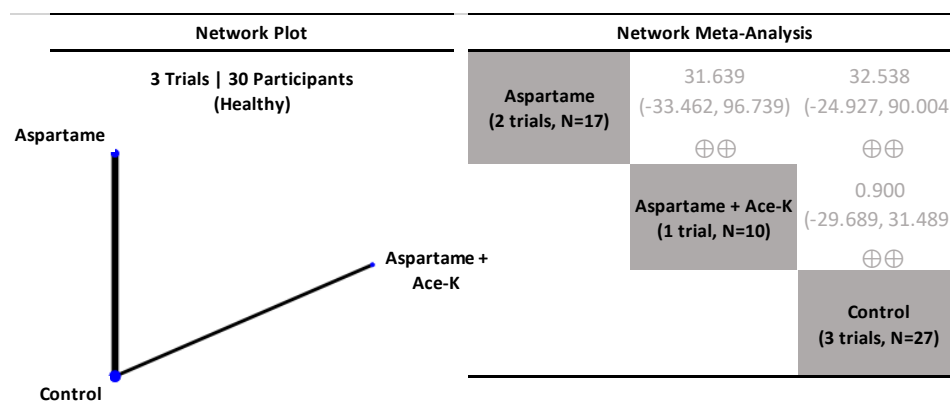 Network Plot
3 Trials | 30 Participants
(Healthy)
Aspartame
Aspartame +
Ace-K
Control
Network Meta-Analysis
Aspartame
(2 trials, N=17)
31.639
(-33.462, 96.739)
⊕⊕
32.538
(-24.927, 90.004
⊕⊕
Aspartame + Ace-K
(1 trial, N=10)
0.900
(-29.689, 31.489
⊕⊕
Control
(3 trials, N=27)